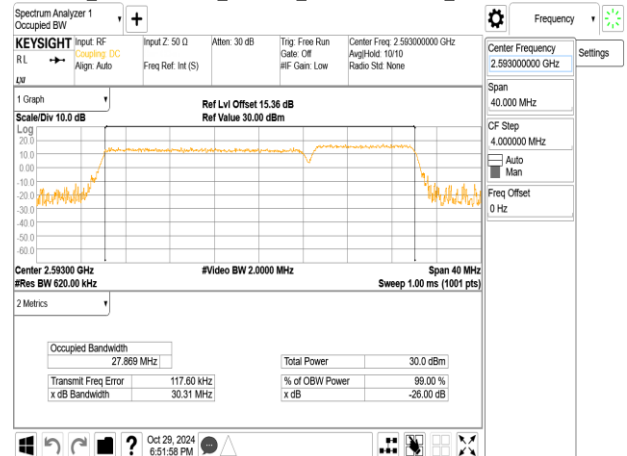 Spectrum Analyzer 1
Occupied BW
Frequency
KEYSIGHT
RL
LXI
Input: RF
Coupling: DC
Align: Auto
Input Z: 50 Ω
Freq Ref: Int (S)
Atten: 30 dB
Trig: Free Run
Gate: Off
#IF Gain: Low
Center Freq: 2.593000000 GHz
Avg|Hold: 10/10
Radio Std: None
Center Frequency
2.593000000 GHz
Settings
Span
40.000 MHz
CF Step
4.000000 MHz
Auto
Man
Freq Offset
0 Hz
1 Graph
Scale/Div 10.0 dB
Ref Lvl Offset 15.36 dB
Ref Value 30.00 dBm
Log
20.0
10.0
0.00
-10.0
-20.0
-30.0
-40.0
-50.0
-60.0
Center 2.59300 GHz
#Video BW 2.0000 MHz
Span 40 MHz
#Res BW 620.00 kHz
Sweep 1.00 ms (1001 pts)
2 Metrics
Occupied Bandwidth
27.869 MHz
Total Power 30.0 dBm
Transmit Freq Error 117.60 kHz
% of OBW Power 99.00 %
x dB Bandwidth 30.31 MHz
x dB -26.00 dB
?
Oct 29, 2024
6:51:58 PM